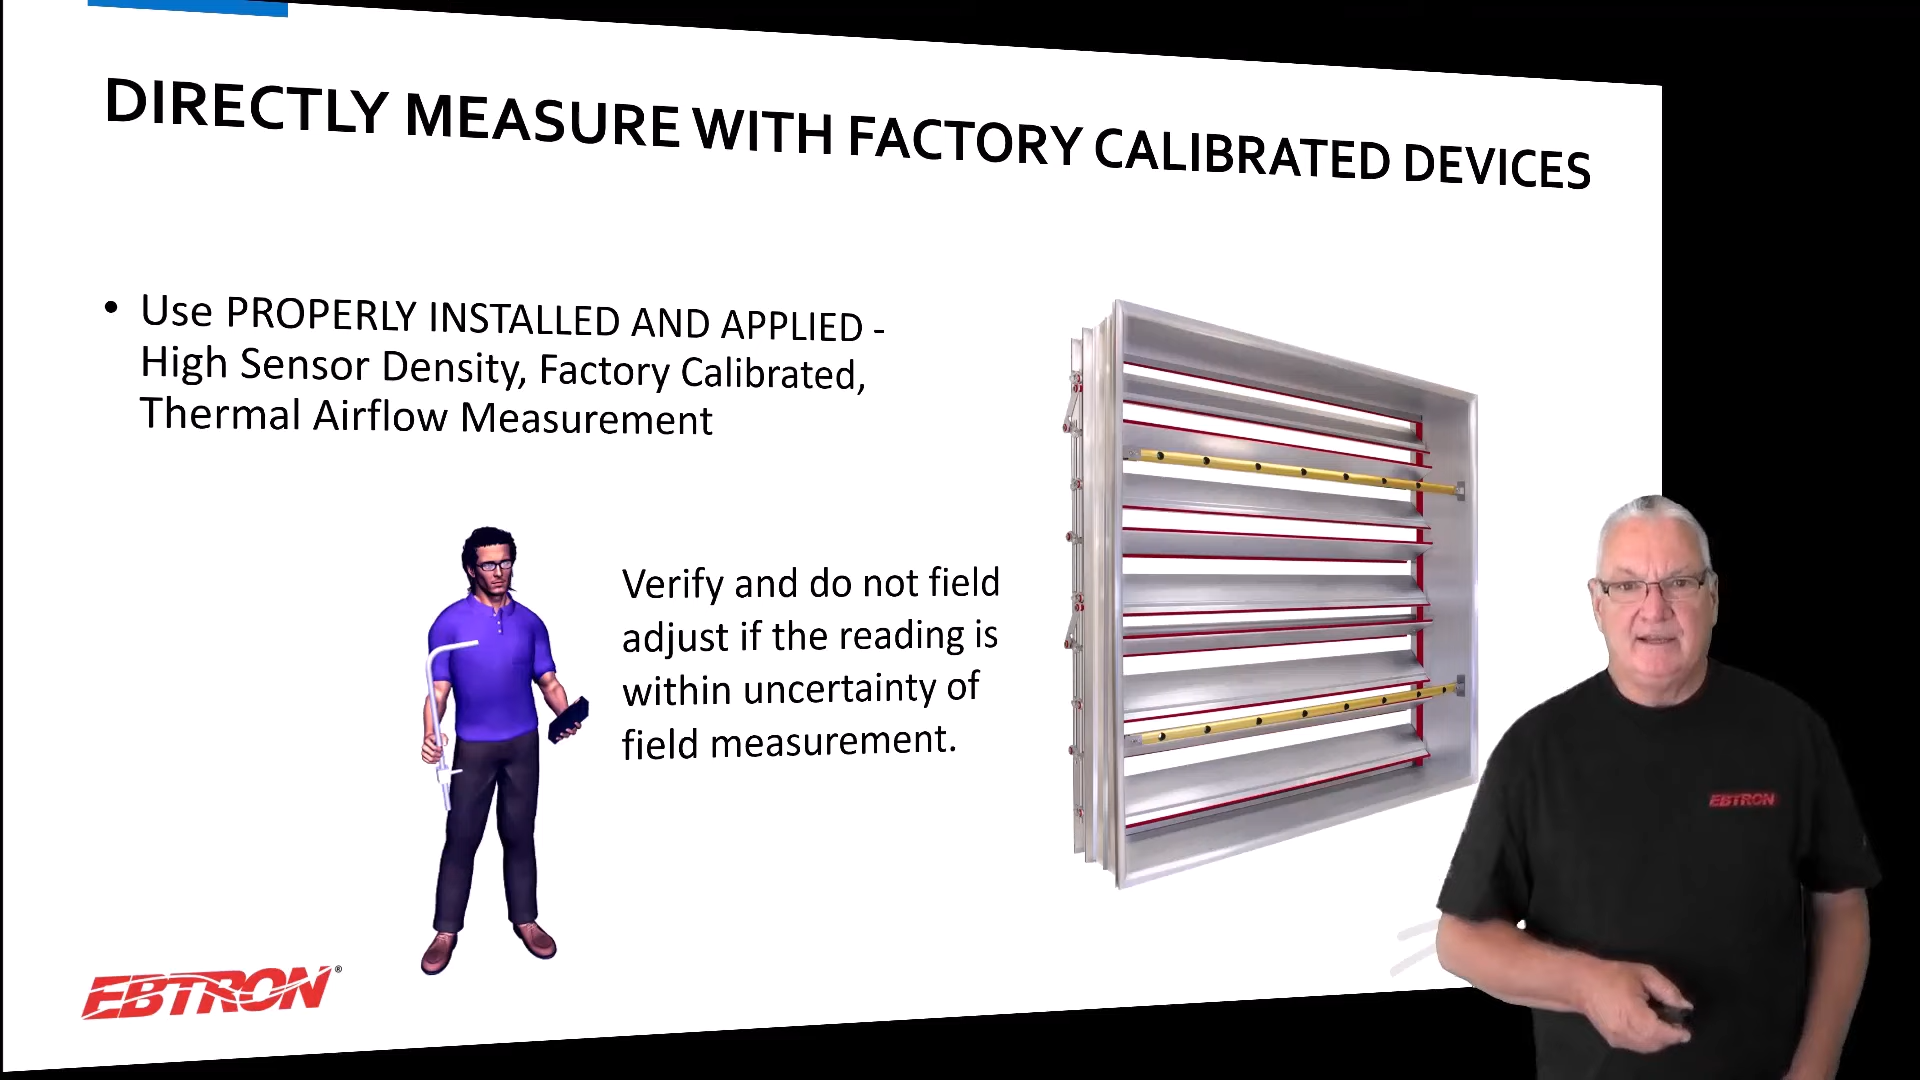 DIRECTLY MEASURE WITH FACTORY CALIBRATED DEVICES
• Use PROPERLY INSTALLED AND APPLIED -
High Sensor Density, Factory Calibrated,
Thermal Airflow Measurement
Verify and do not field
adjust if the reading is
within uncertainty of
field measurement.
EBTRON®
EBTRON